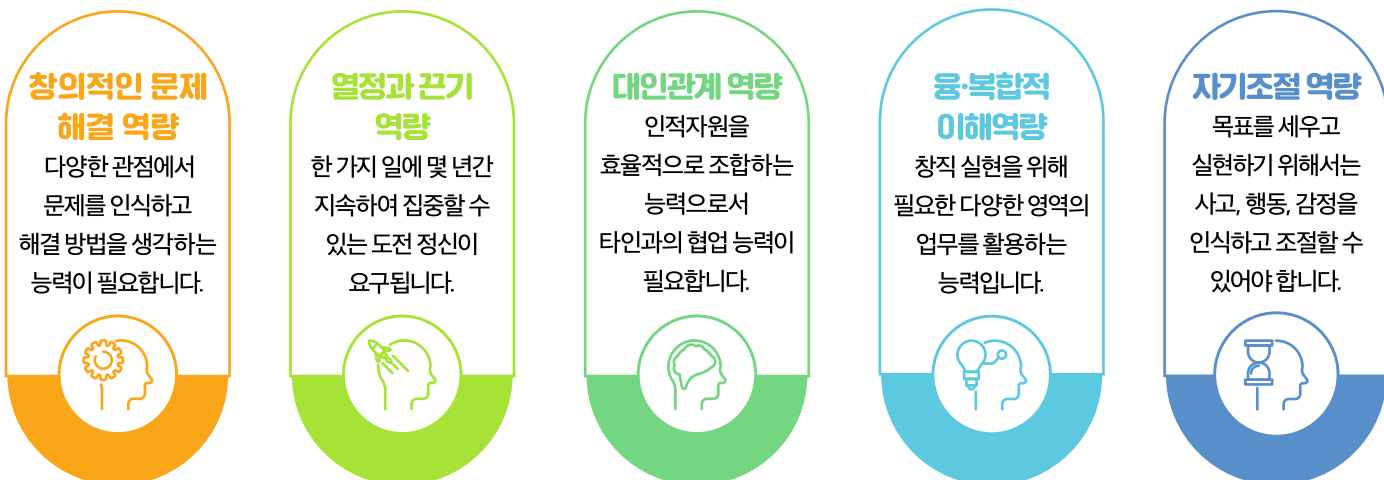 창의적인 문제
해결 역량
다양한 관점에서
문제를 인식하고
해결 방법을 생각하는
능력이 필요합니다.
열정과 끈기
역량
한 가지 일에 몇 년간
지속하여 집중할 수
있는 도전 정신이
요구됩니다.
대인관계 역량
인적자원을
효율적으로 조합하는
능력으로서
타인과의 협업 능력이
필요합니다.
융·복합적
이해역량
창직 실현을 위해
필요한 다양한 영역의
업무를 활용하는
능력입니다.
자기조절 역량
목표를 세우고
실현하기 위해서는
사고, 행동, 감정을
인식하고 조절할 수
있어야 합니다.